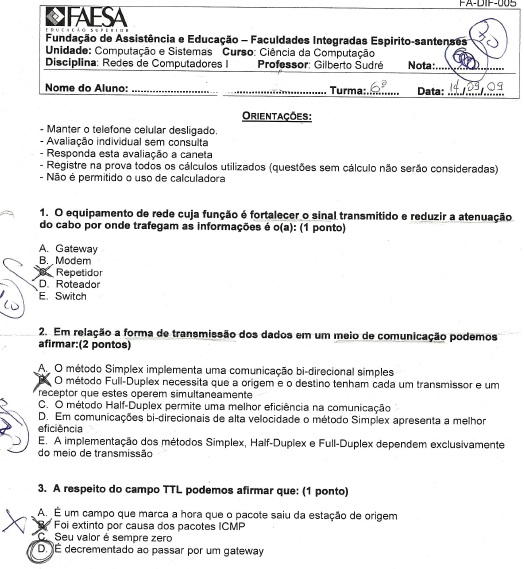 FA-DIF-005
FAESA
EDUCAÇÃO SUPERIOR
Fundação de Assistência e Educação – Faculdades Integradas Espirito-santenses
Unidade: Computação e Sistemas Curso: Ciência da Computação
Disciplina: Redes de Computadores I Professor: Gilberto Sudré Nota:
Nome do Aluno: Turma: 6º Data: 14/09/09
ORIENTAÇÕES:
- Manter o telefone celular desligado.
- Avaliação individual sem consulta
- Responda esta avaliação a caneta
- Registre na prova todos os cálculos utilizados (questões sem cálculo não serão consideradas)
- Não é permitido o uso de calculadora
1. O equipamento de rede cuja função é fortalecer o sinal transmitido e reduzir a atenuação
do cabo por onde trafegam as informações é o(a): (1 ponto)
A. Gateway
B. Modem
C. Repetidor
D. Roteador
E. Switch
2. Em relação a forma de transmissão dos dados em um meio de comunicação podemos
afirmar:(2 pontos)
A. O método Simplex implementa uma comunicação bi-direcional simples
B. O método Full-Duplex necessita que a origem e o destino tenham cada um transmissor e um
receptor que estes operem simultaneamente
C. O método Half-Duplex permite uma melhor eficiência na comunicação
D. Em comunicações bi-direcionais de alta velocidade o método Simplex apresenta a melhor
eficiência
E. A implementação dos métodos Simplex, Half-Duplex e Full-Duplex dependem exclusivamente
do meio de transmissão
3. A respeito do campo TTL podemos afirmar que: (1 ponto)
A. É um campo que marca a hora que o pacote saiu da estação de origem
B. Foi extinto por causa dos pacotes ICMP
C. Seu valor é sempre zero
D. É decrementado ao passar por um gateway